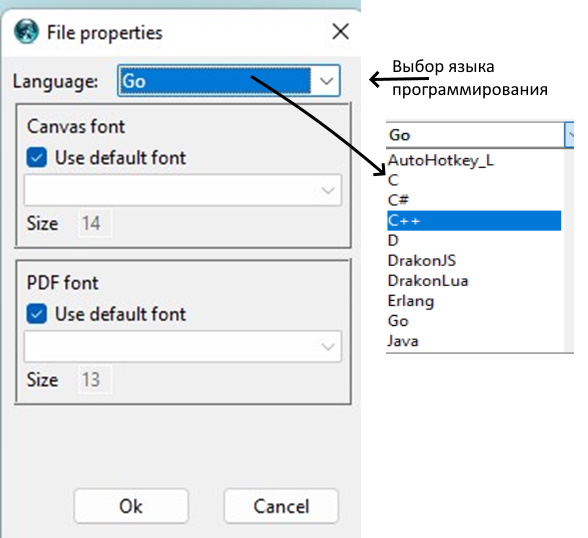 File properties
Language: Go
Выбор языка
программирования
Canvas font
Use default font
Size 14
PDF font
Use default font
Size 13
Ok Cancel
Go
AutoHotkey_L
C
C#
C++
D
DrakonJS
DrakonLua
Erlang
Go
Java